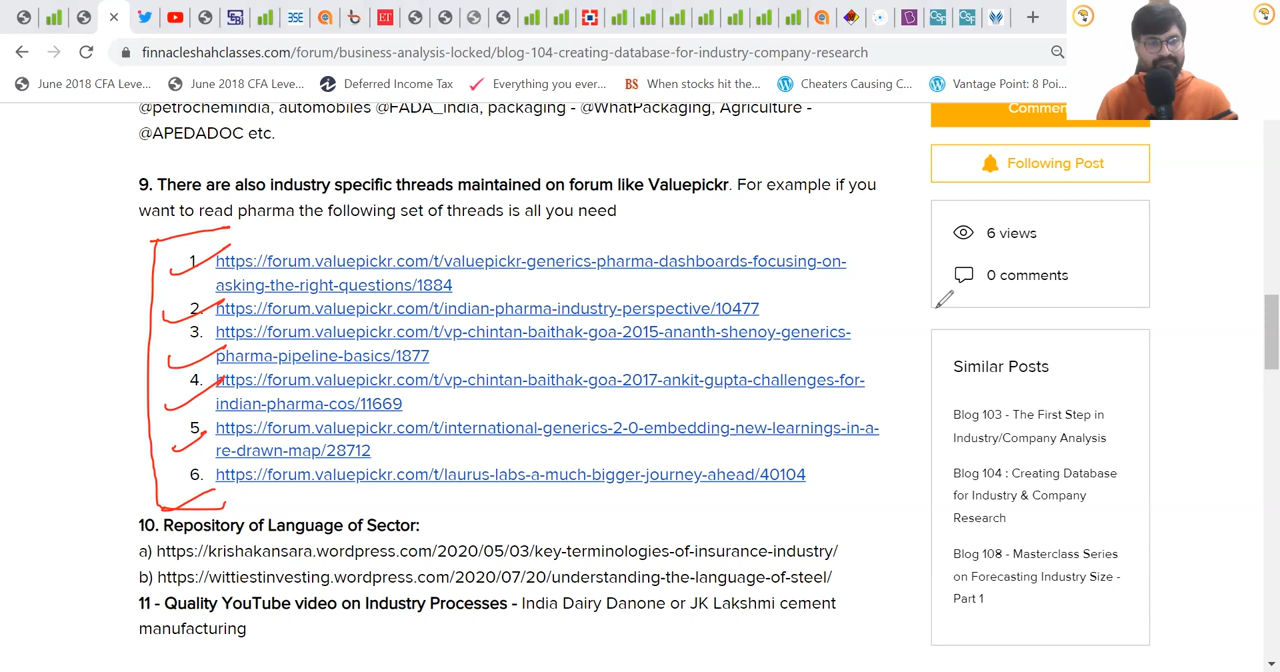 finnacleshahclasses.com/forum/business-analysis-locked/blog-104-creating-database-for-industry-company-research
June 2018 CFA Leve...
June 2018 CFA Leve...
Deferred Income Tax
Everything you ever...
BS When stocks hit the...
Cheaters Causing C...
Vantage Point: 8 Poi...
@petrochemindia, automobiles @FADA_india, packaging - @WhatPackaging, Agriculture -
@APEDADOC etc.
9. There are also industry specific threads maintained on forum like Valuepickr. For example if you
want to read pharma the following set of threads is all you need
1. https://forum.valuepickr.com/t/valuepickr-generics-pharma-dashboards-focusing-on-
asking-the-right-questions/1884
2. https://forum.valuepickr.com/t/indian-pharma-industry-perspective/10477
3. https://forum.valuepickr.com/t/vp-chintan-baithak-goa-2015-ananth-shenoy-generics-
pharma-pipeline-basics/1877
4. https://forum.valuepickr.com/t/vp-chintan-baithak-goa-2017-ankit-gupta-challenges-for-
indian-pharma-cos/11669
5. https://forum.valuepickr.com/t/international-generics-2-0-embedding-new-learnings-in-a-
re-drawn-map/28712
6. https://forum.valuepickr.com/t/laurus-labs-a-much-bigger-journey-ahead/40104
10. Repository of Language of Sector:
a) https://krishakansara.wordpress.com/2020/05/03/key-terminologies-of-insurance-industry/
b) https://wittiestinvesting.wordpress.com/2020/07/20/understanding-the-language-of-steel/
11 - Quality YouTube video on Industry Processes - India Dairy Danone or JK Lakshmi cement
manufacturing
Commen
Following Post
6 views
0 comments
Similar Posts
Blog 103 - The First Step in
Industry/Company Analysis
Blog 104 : Creating Database
for Industry & Company
Research
Blog 108 - Masterclass Series
on Forecasting Industry Size -
Part 1